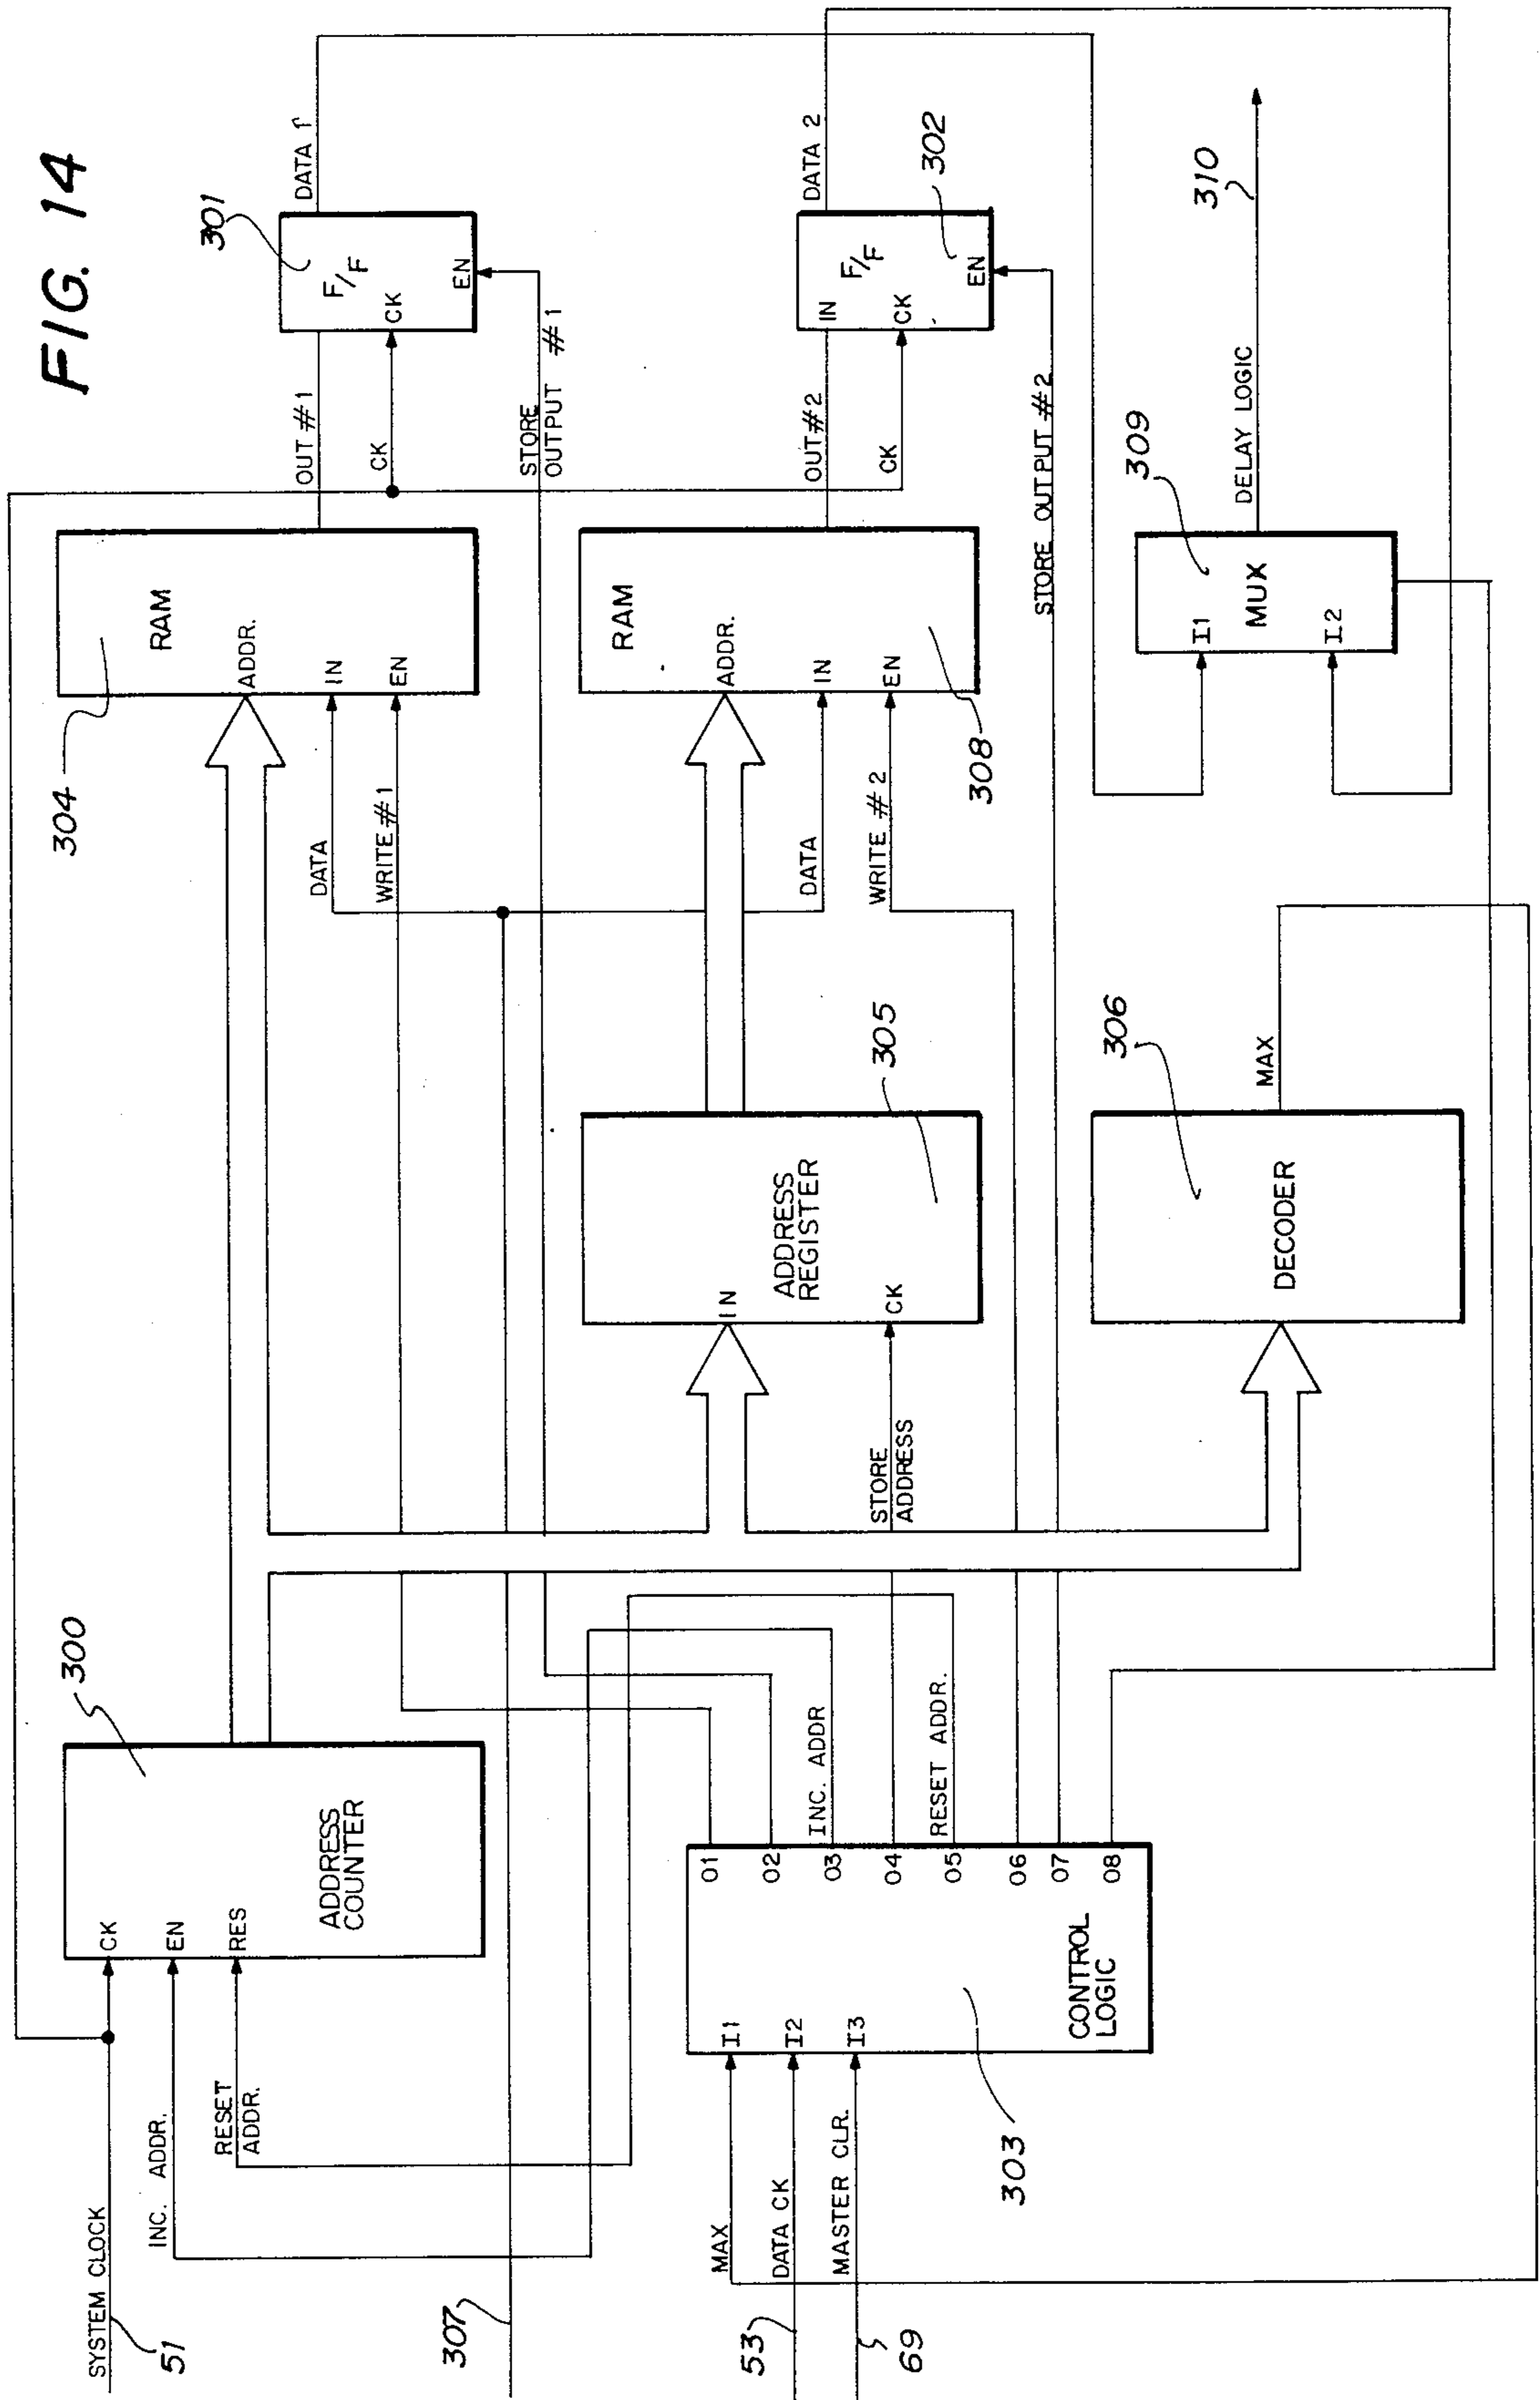 FIG. 14
SYSTEM CLOCK
51
INC. ADDR.
RESET
ADDR.
CK
EN
RES
ADDRESS
COUNTER
300
307
MAX
DATA CK
MASTER CLR.
53
69
I1
I2
I3
CONTROL
LOGIC
303
O1
O2
O3
O4
O5
O6
O7
O8
INC. ADDR
RESET ADDR.
STORE
ADDRESS
IN
CK
ADDRESS
REGISTER
305
DECODER
306
MAX
DATA
WRITE #1
DATA
WRITE #2
304
RAM
ADDR.
IN
EN
RAM
ADDR.
IN
EN
308
OUT #1
CK
STORE
OUTPUT #1
OUT #2
CK
STORE OUTPUT #2
301
F/F
CK
EN
DATA 1
IN
F/F
CK
EN
302
DATA 2
309
I1
MUX
I2
DELAY LOGIC
310